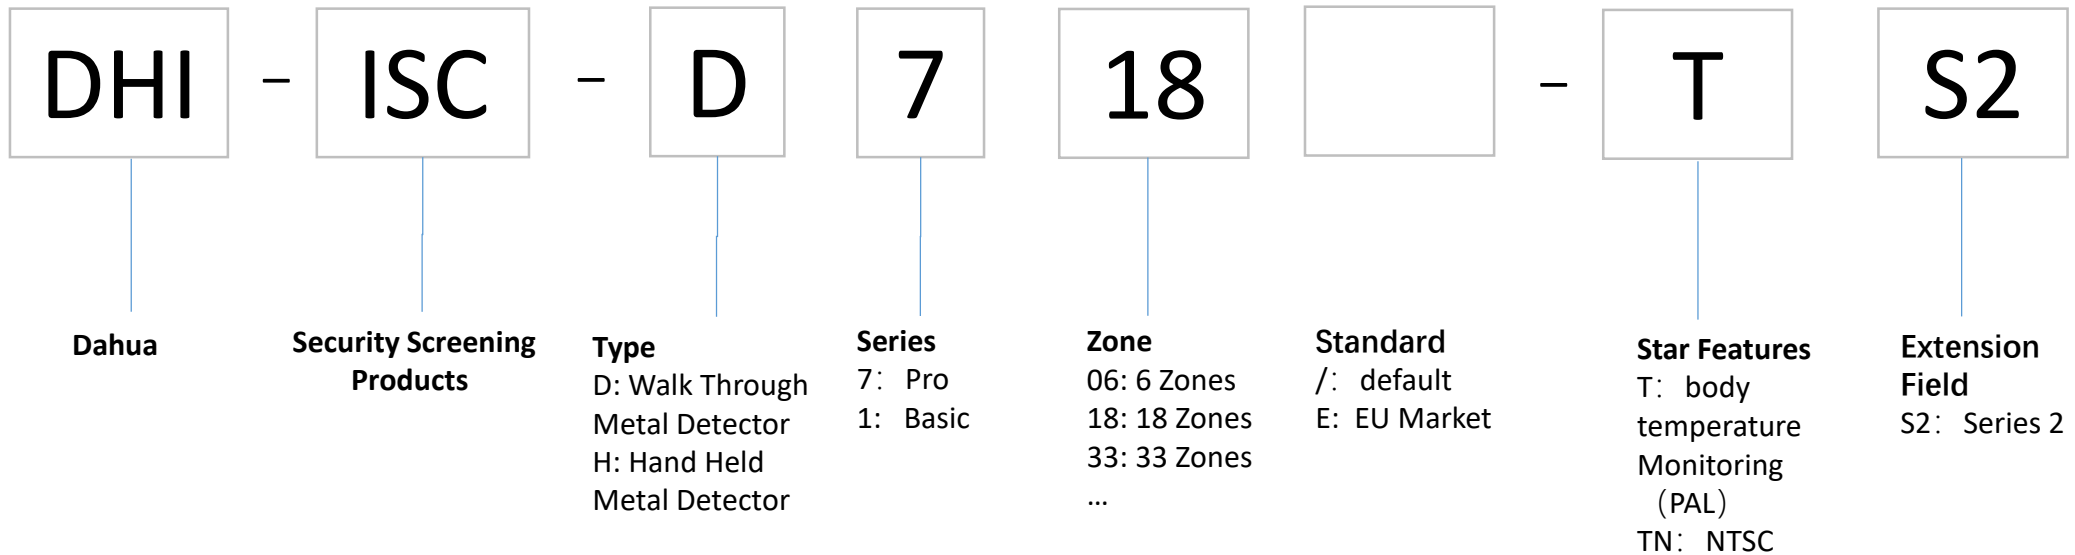 DHI - ISC - D 7 18 - T S2
Dahua
Security Screening
Products
Type
D: Walk Through
Metal Detector
H: Hand Held
Metal Detector
Series
7： Pro
1: Basic
Zone
06: 6 Zones
18: 18 Zones
33: 33 Zones
...
Standard
/： default
E: EU Market
Star Features
T： body
temperature
Monitoring
（PAL）
TN： NTSC
Extension
Field
S2： Series 2